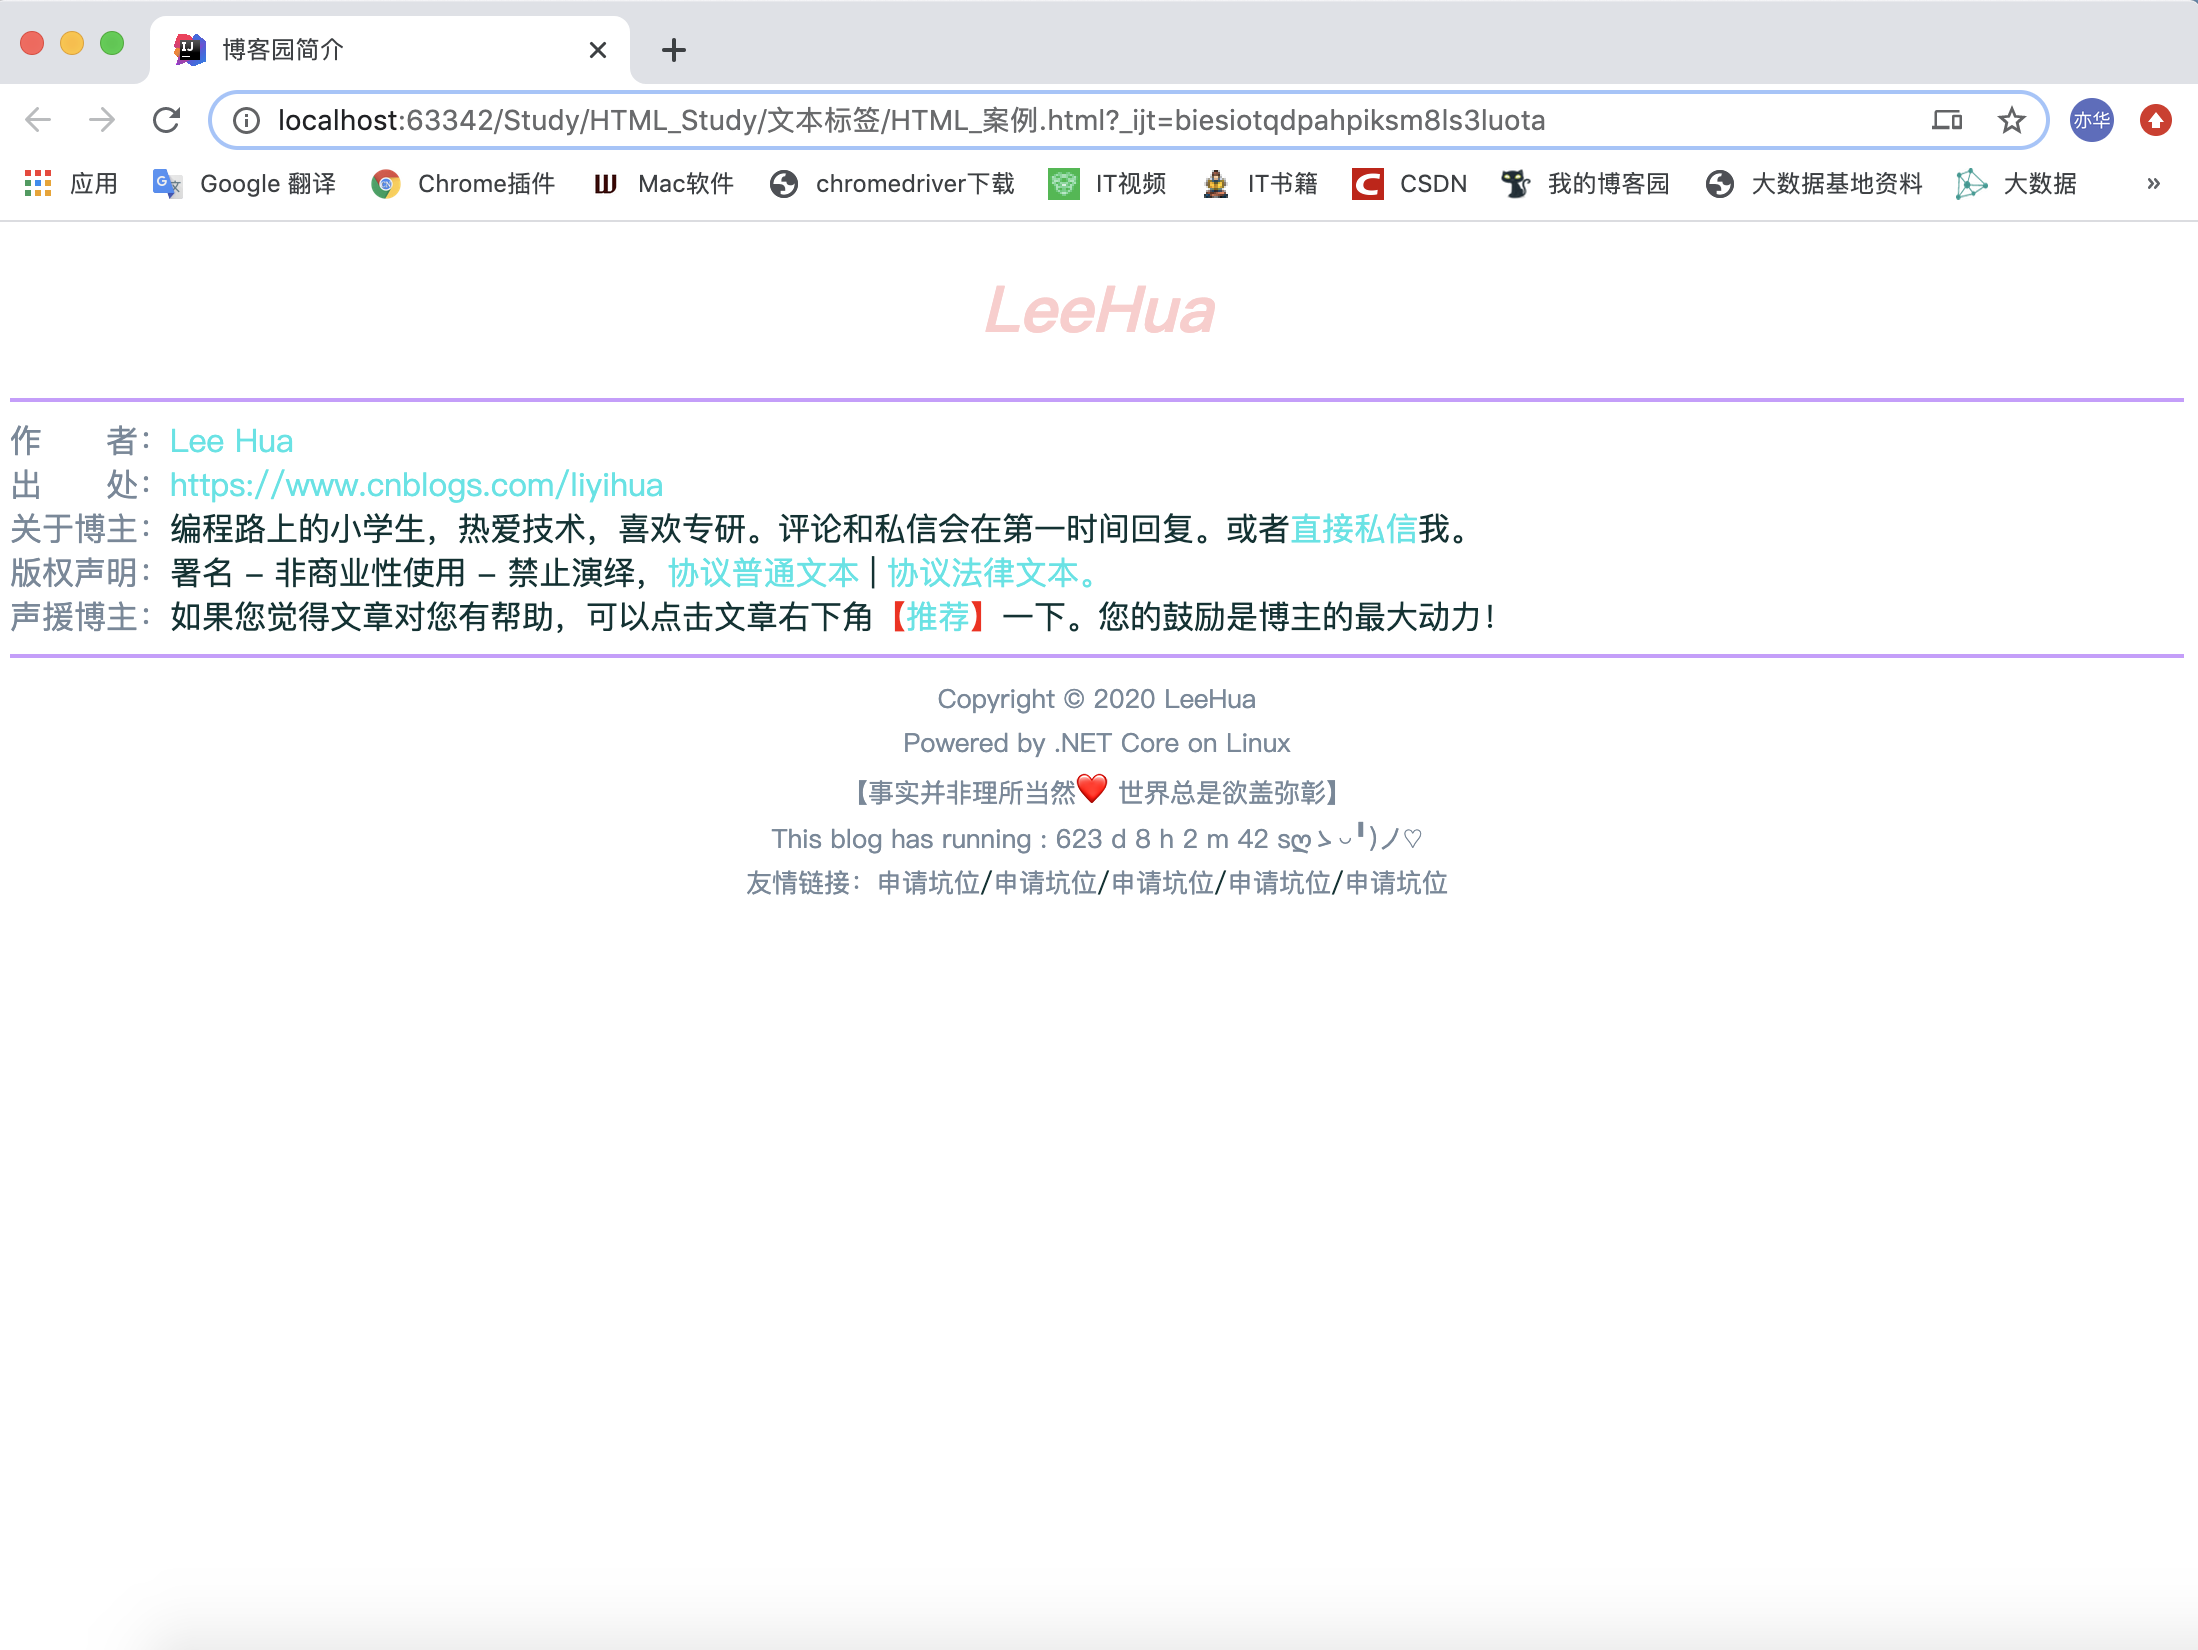 博客园简介
localhost:63342/Study/HTML_Study/文本标签/HTML_案例.html?_ijt=biesiotqdpahpiksm8ls3luota
亦华
应用 Google 翻译 Chrome插件 Mac软件 chromedriver下载 IT视频 IT书籍 CSDN 我的博客园 大数据基地资料 大数据 »
LeeHua
作 者：Lee Hua
出 处：https://www.cnblogs.com/liyihua
关于博主：编程路上的小学生，热爱技术，喜欢专研。评论和私信会在第一时间回复。或者直接私信我。
版权声明：署名 - 非商业性使用 - 禁止演绎，协议普通文本 | 协议法律文本。
声援博主：如果您觉得文章对您有帮助，可以点击文章右下角【推荐】一下。您的鼓励是博主的最大动力！
Copyright © 2020 LeeHua
Powered by .NET Core on Linux
【事实并非理所当然❤️ 世界总是欲盖弥彰】
This blog has running : 623 d 8 h 2 m 42 sღゝ◡╹)ノ♡
友情链接：申请坑位/申请坑位/申请坑位/申请坑位/申请坑位